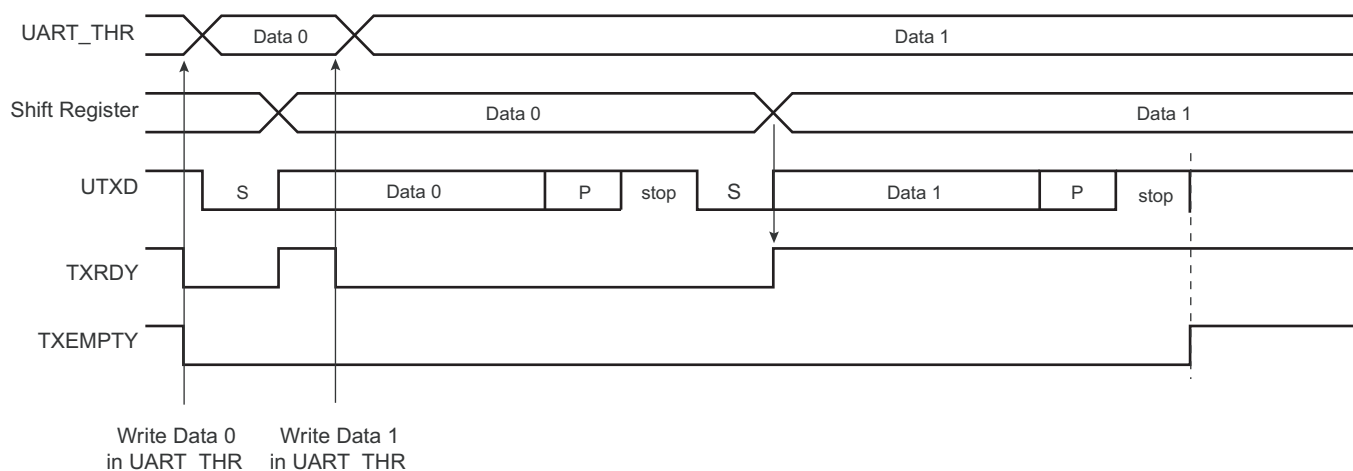 UART_THR Data 0 Data 1
Shift Register Data 0 Data 1
UTXD S Data 0 P stop S Data 1 P stop
TXRDY
TXEMPTY
Write Data 0 Write Data 1
in UART_THR in UART_THR